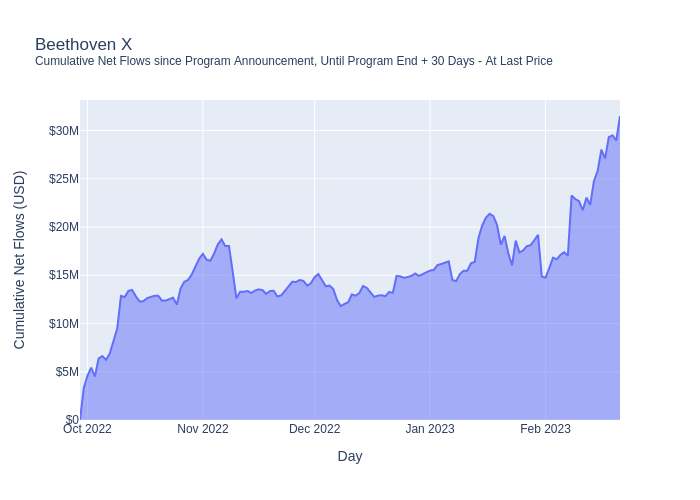 Beethoven X
Cumulative Net Flows since Program Announcement, Until Program End + 30 Days - At Last Price
Cumulative Net Flows (USD)
$30M
$25M
$20M
$15M
$10M
$5M
$0
Oct 2022
Nov 2022
Dec 2022
Jan 2023
Feb 2023
Day